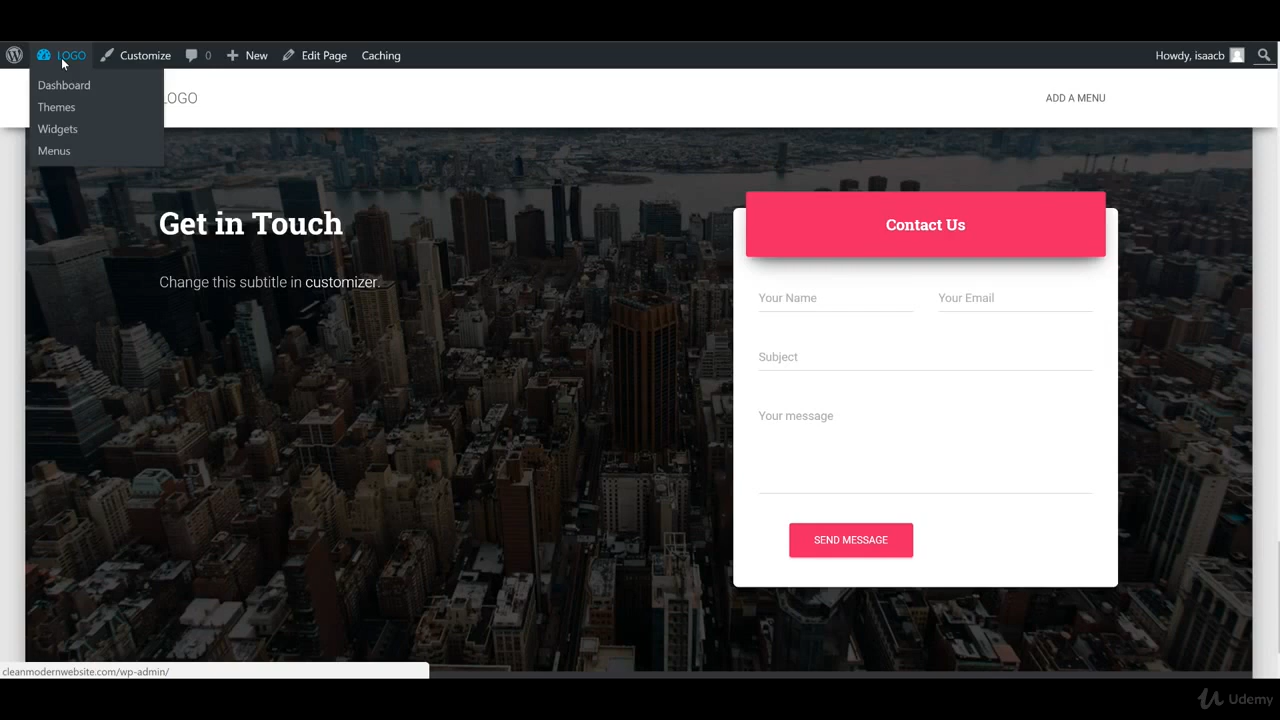 LOGO Customize 0 New Edit Page Caching Howdy, isaacb
Dashboard
Themes
Widgets
Menus
LOGO ADD A MENU
Get in Touch
Change this subtitle in customizer.
Contact Us
Your Name Your Email
Subject
Your message
SEND MESSAGE
cleanmodernwebsite.com/wp-admin/
Udemy